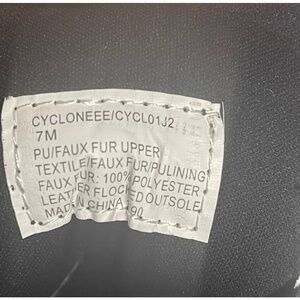 CYCLONEEE/CYCL01J2
7M
PU/FAUX FUR UPPER
TEXTILE/FAUX FUR/PULINING
FAUX FUR: 100% POLYESTER
LEATHER FLOCKED OUTSOLE
MADE IN CHINA 90